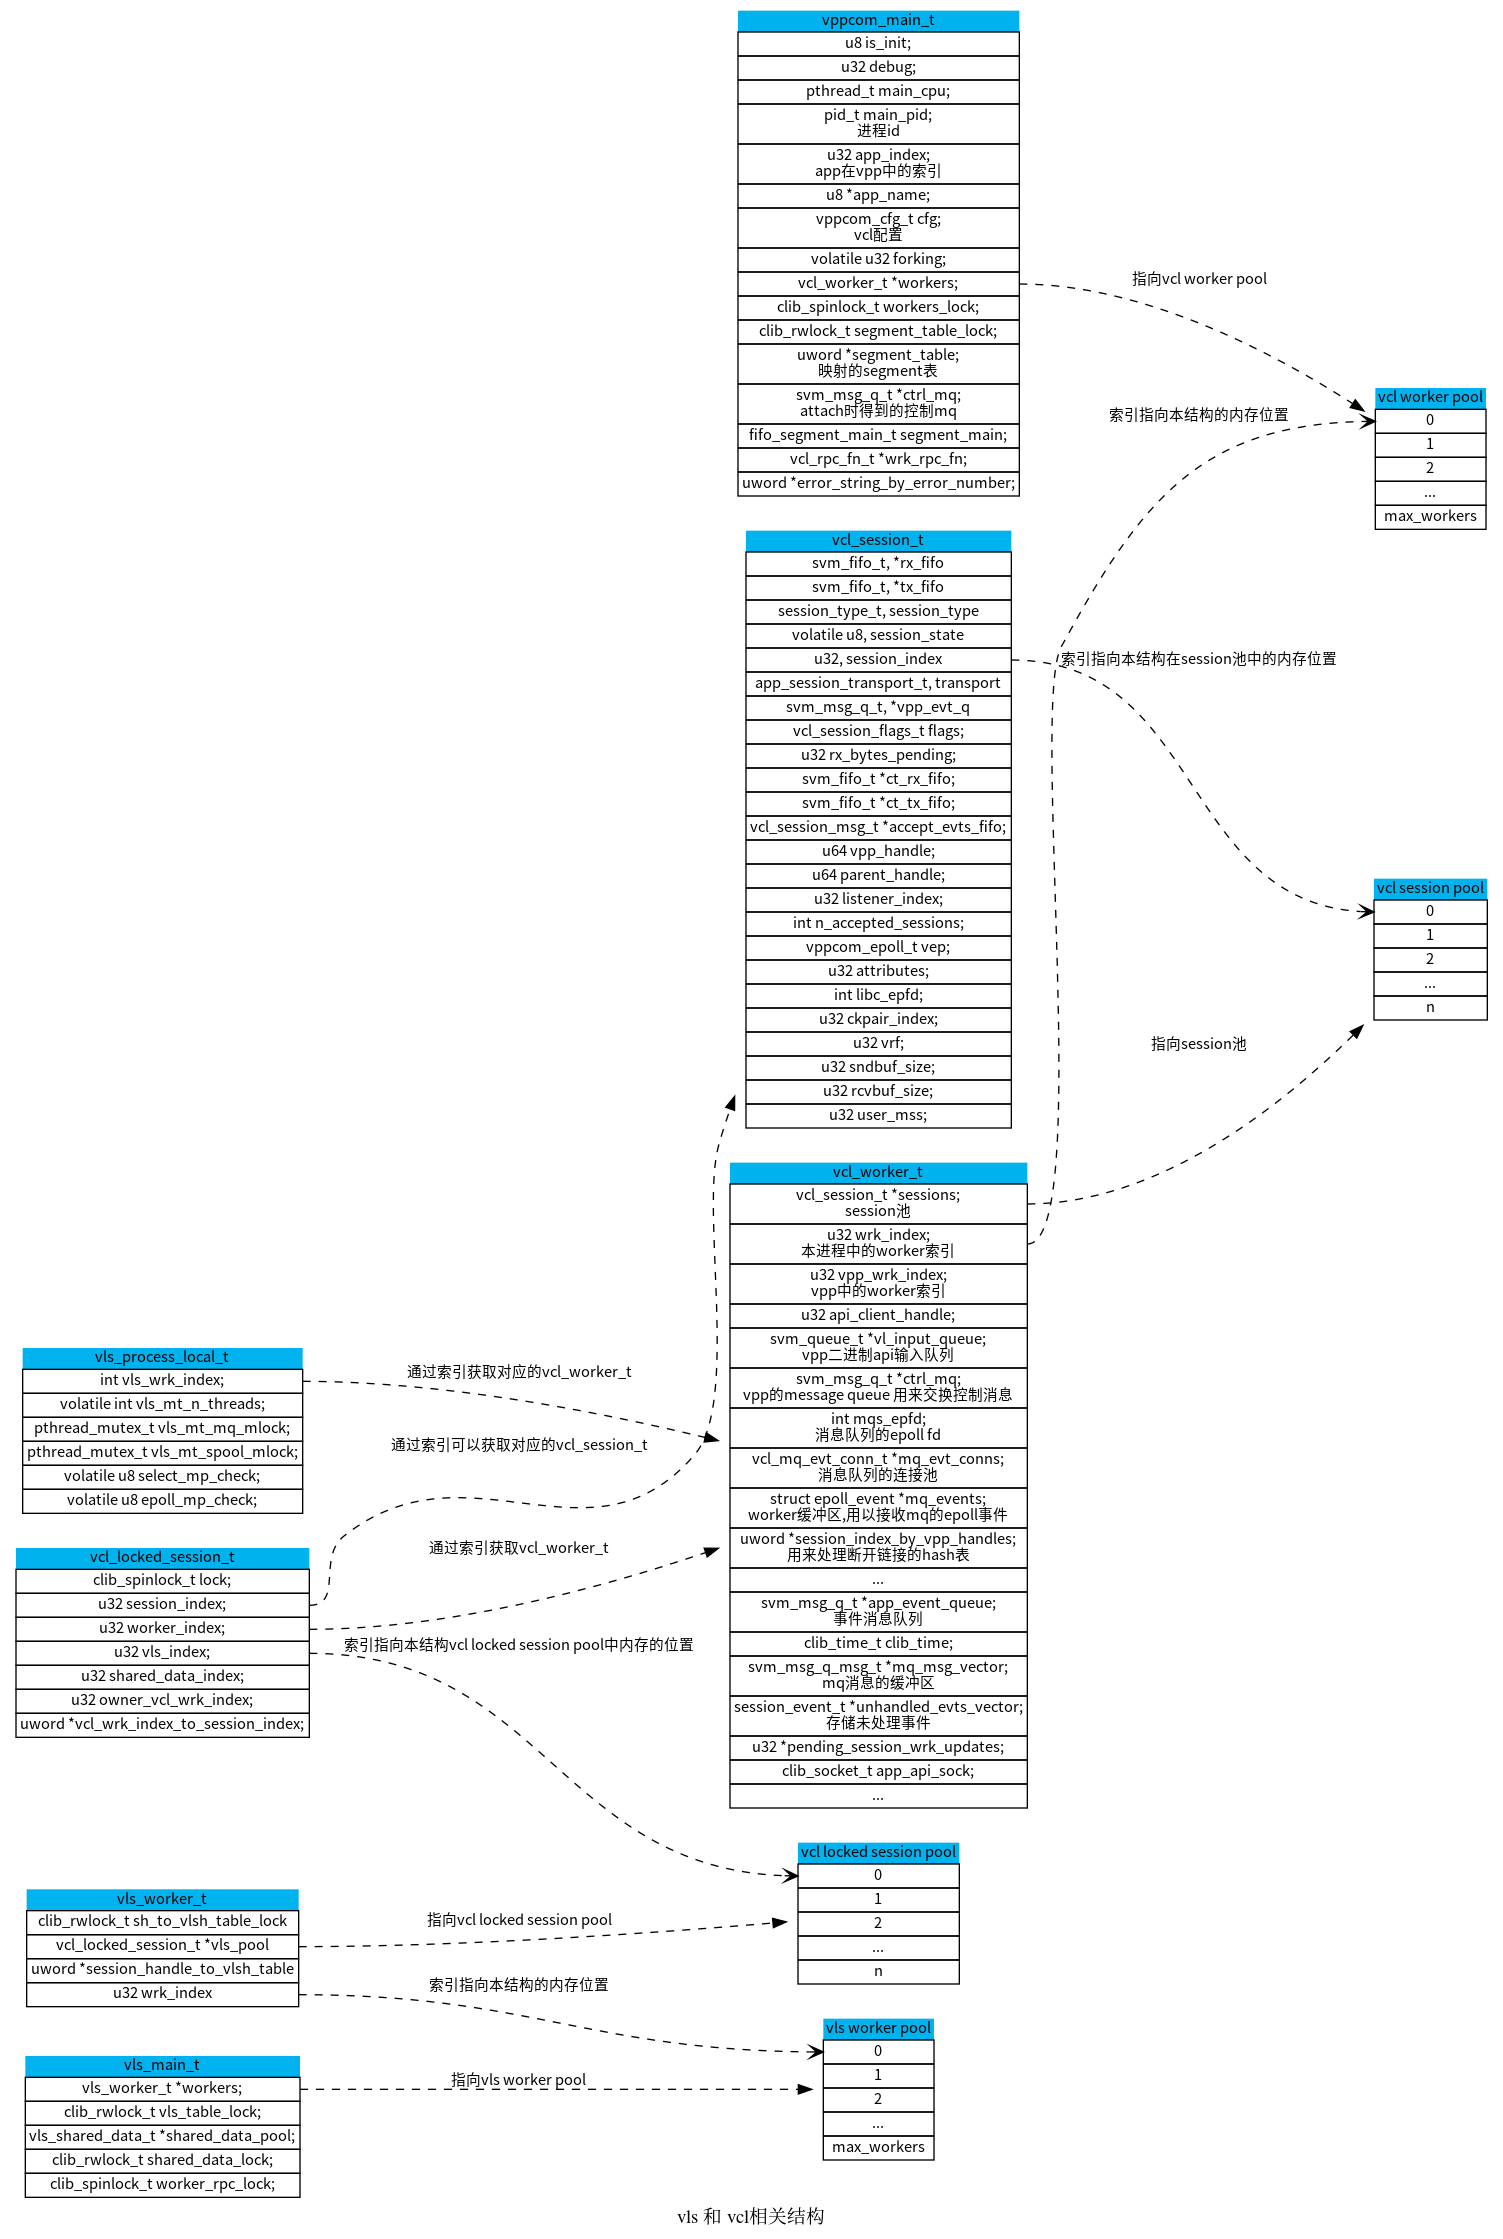 vppcom_main_t
u8 is_init;
u32 debug;
pthread_t main_cpu;
pid_t main_pid;
进程id
u32 app_index;
app在vpp中的索引
u8 *app_name;
vppcom_cfg_t cfg;
vcl配置
volatile u32 forking;
vcl_worker_t *workers;
clib_spinlock_t workers_lock;
clib_rwlock_t segment_table_lock;
uword *segment_table;
映射的segment表
svm_msg_q_t *ctrl_mq;
attach时得到的控制mq
fifo_segment_main_t segment_main;
vcl_rpc_fn_t *wrk_rpc_fn;
uword *error_string_by_error_number;
指向vcl worker pool
索引指向本结构的内存位置
vcl worker pool
0
1
2
...
max_workers
vcl_session_t
svm_fifo_t, *rx_fifo
svm_fifo_t, *tx_fifo
session_type_t, session_type
volatile u8, session_state
u32, session_index
app_session_transport_t, transport
svm_msg_q_t, *vpp_evt_q
vcl_session_flags_t flags;
u32 rx_bytes_pending;
svm_fifo_t *ct_rx_fifo;
svm_fifo_t *ct_tx_fifo;
vcl_session_msg_t *accept_evts_fifo;
u64 vpp_handle;
u64 parent_handle;
u32 listener_index;
int n_accepted_sessions;
vppcom_epoll_t vep;
u32 attributes;
int libc_epfd;
u32 ckpair_index;
u32 vrf;
u32 sndbuf_size;
u32 rcvbuf_size;
u32 user_mss;
索引指向本结构在session池中的内存位置
vcl session pool
0
1
2
...
n
指向session池
vcl_worker_t
vcl_session_t *sessions;
session池
u32 wrk_index;
本进程中的worker索引
u32 vpp_wrk_index;
vpp中的worker索引
u32 api_client_handle;
svm_queue_t *vl_input_queue;
vpp二进制api输入队列
svm_msg_q_t *ctrl_mq;
vpp的message queue 用来交换控制消息
int mqs_epfd;
消息队列的epoll fd
vcl_mq_evt_conn_t *mq_evt_conns;
消息队列的连接池
struct epoll_event *mq_events;
worker缓冲区,用以接收mq的epoll事件
uword *session_index_by_vpp_handles;
用来处理断开链接的hash表
...
svm_msg_q_t *app_event_queue;
事件消息队列
clib_time_t clib_time;
svm_msg_q_msg_t *mq_msg_vector;
mq消息的缓冲区
session_event_t *unhandled_evts_vector;
存储未处理事件
u32 *pending_session_wrk_updates;
clib_socket_t app_api_sock;
...
vls_process_local_t
int vls_wrk_index;
volatile int vls_mt_n_threads;
pthread_mutex_t vls_mt_mq_mlock;
pthread_mutex_t vls_mt_spool_mlock;
volatile u8 select_mp_check;
volatile u8 epoll_mp_check;
通过索引获取对应的vcl_worker_t
通过索引可以获取对应的vcl_session_t
通过索引获取vcl_worker_t
索引指向本结构vcl locked session pool中内存的位置
vcl_locked_session_t
clib_spinlock_t lock;
u32 session_index;
u32 worker_index;
u32 vls_index;
u32 shared_data_index;
u32 owner_vcl_wrk_index;
uword *vcl_wrk_index_to_session_index;
vcl locked session pool
0
1
2
...
n
vls_worker_t
clib_rwlock_t sh_to_vlsh_table_lock
vcl_locked_session_t *vls_pool
uword *session_handle_to_vlsh_table
u32 wrk_index
指向vcl locked session pool
索引指向本结构的内存位置
vls worker pool
0
1
2
...
max_workers
vls_main_t
vls_worker_t *workers;
clib_rwlock_t vls_table_lock;
vls_shared_data_t *shared_data_pool;
clib_rwlock_t shared_data_lock;
clib_spinlock_t worker_rpc_lock;
指向vls worker pool
vls 和 vcl相关结构